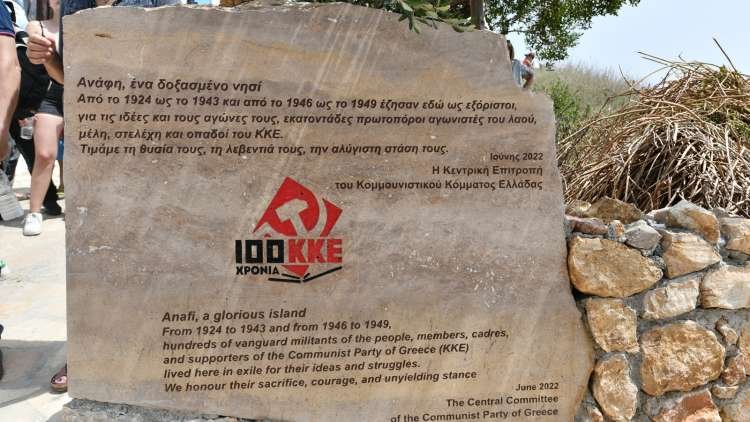 Ανάφη, ένα δοξασμένο νησί
Από το 1924 ως το 1943 και από το 1946 ως το 1949 έζησαν εδώ ως εξόριστοι,
για τις ιδέες και τους αγώνες τους, εκατοντάδες πρωτοπόροι αγωνιστές του λαού,
μέλη, στελέχη και οπαδοί του ΚΚΕ.
Τιμάμε τη θυσία τους, τη λεβεντιά τους, την αλύγιστη στάση τους.
Ιούνης 2022
Η Κεντρική Επιτροπή
του Κομμουνιστικού Κόμματος Ελλάδας
100 ΚΚΕ
ΧΡΟΝΙΑ
Anafi, a glorious island
From 1924 to 1943 and from 1946 to 1949,
hundreds of vanguard militants of the people, members, cadres,
and supporters of the Communist Party of Greece (KKE)
lived here in exile for their ideas and struggles.
We honour their sacrifice, courage, and unyielding stance
June 2022
The Central Committee
of the Communist Party of Greece